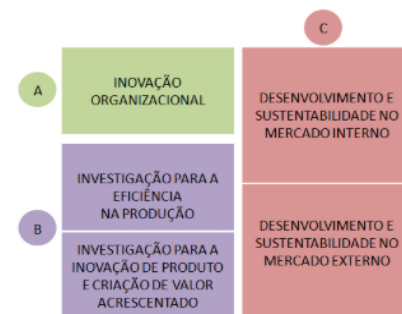 C
A
INOVAÇÃO
ORGANIZACIONAL
B
INVESTIGAÇÃO PARA A
EFICIÊNCIA
NA PRODUÇÃO
INVESTIGAÇÃO PARA A
INOVAÇÃO DE PRODUTO
E CRIAÇÃO DE VALOR
ACRESCENTADO
DESENVOLVIMENTO E
SUSTENTABILIDADE NO
MERCADO INTERNO
DESENVOLVIMENTO E
SUSTENTABILIDADE NO
MERCADO EXTERNO